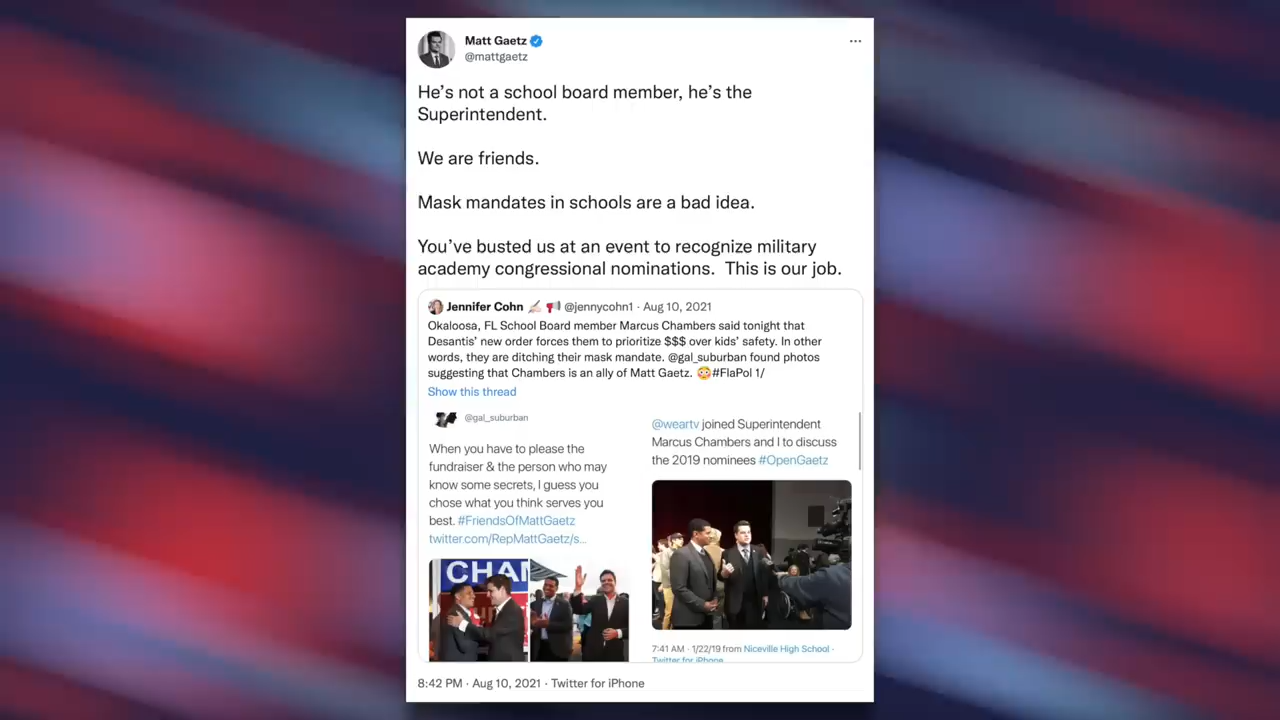 Matt Gaetz
@mattgaetz
He's not a school board member, he's the
Superintendent.
We are friends.
Mask mandates in schools are a bad idea.
You've busted us at an event to recognize military
academy congressional nominations.  This is our job.
Jennifer Cohn ✍🏻 📢 @jennycohn1 · Aug 10, 2021
Okaloosa, FL School Board member Marcus Chambers said tonight that
Desantis' new order forces them to prioritize $$$ over kids' safety. In other
words, they are ditching their mask mandate. @gal_suburban found photos
suggesting that Chambers is an ally of Matt Gaetz. 😳#FlaPol 1/
Show this thread
@gal_suburban
When you have to please the
fundraiser & the person who may
know some secrets, I guess you
chose what you think serves you
best. #FriendsOfMattGaetz
twitter.com/RepMattGaetz/s...
CHA
@weartv joined Superintendent
Marcus Chambers and I to discuss
the 2019 nominees #OpenGaetz
7:41 AM · 1/22/19 from Niceville High School ·
Twitter for iPhone
8:42 PM · Aug 10, 2021 · Twitter for iPhone